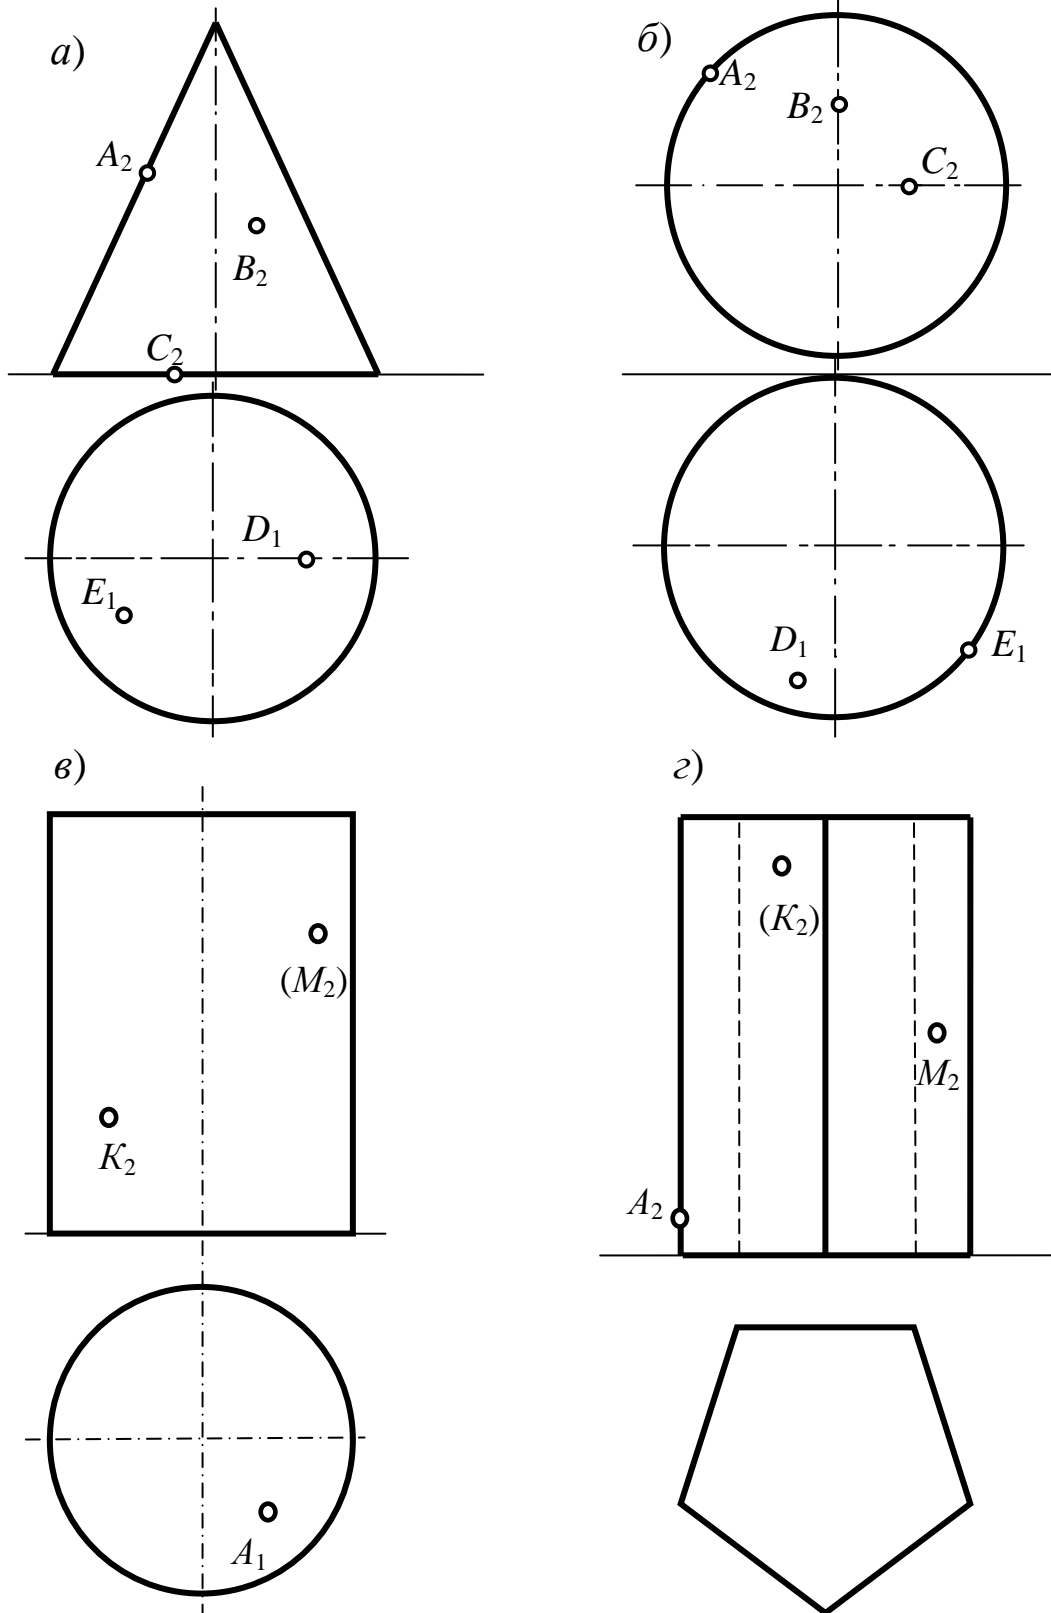 а)
A₂
B₂
C₂
D₁
E₁
б)
A₂
B₂
C₂
D₁
E₁
в)
(M₂)
K₂
A₁
г)
(K₂)
M₂
A₂